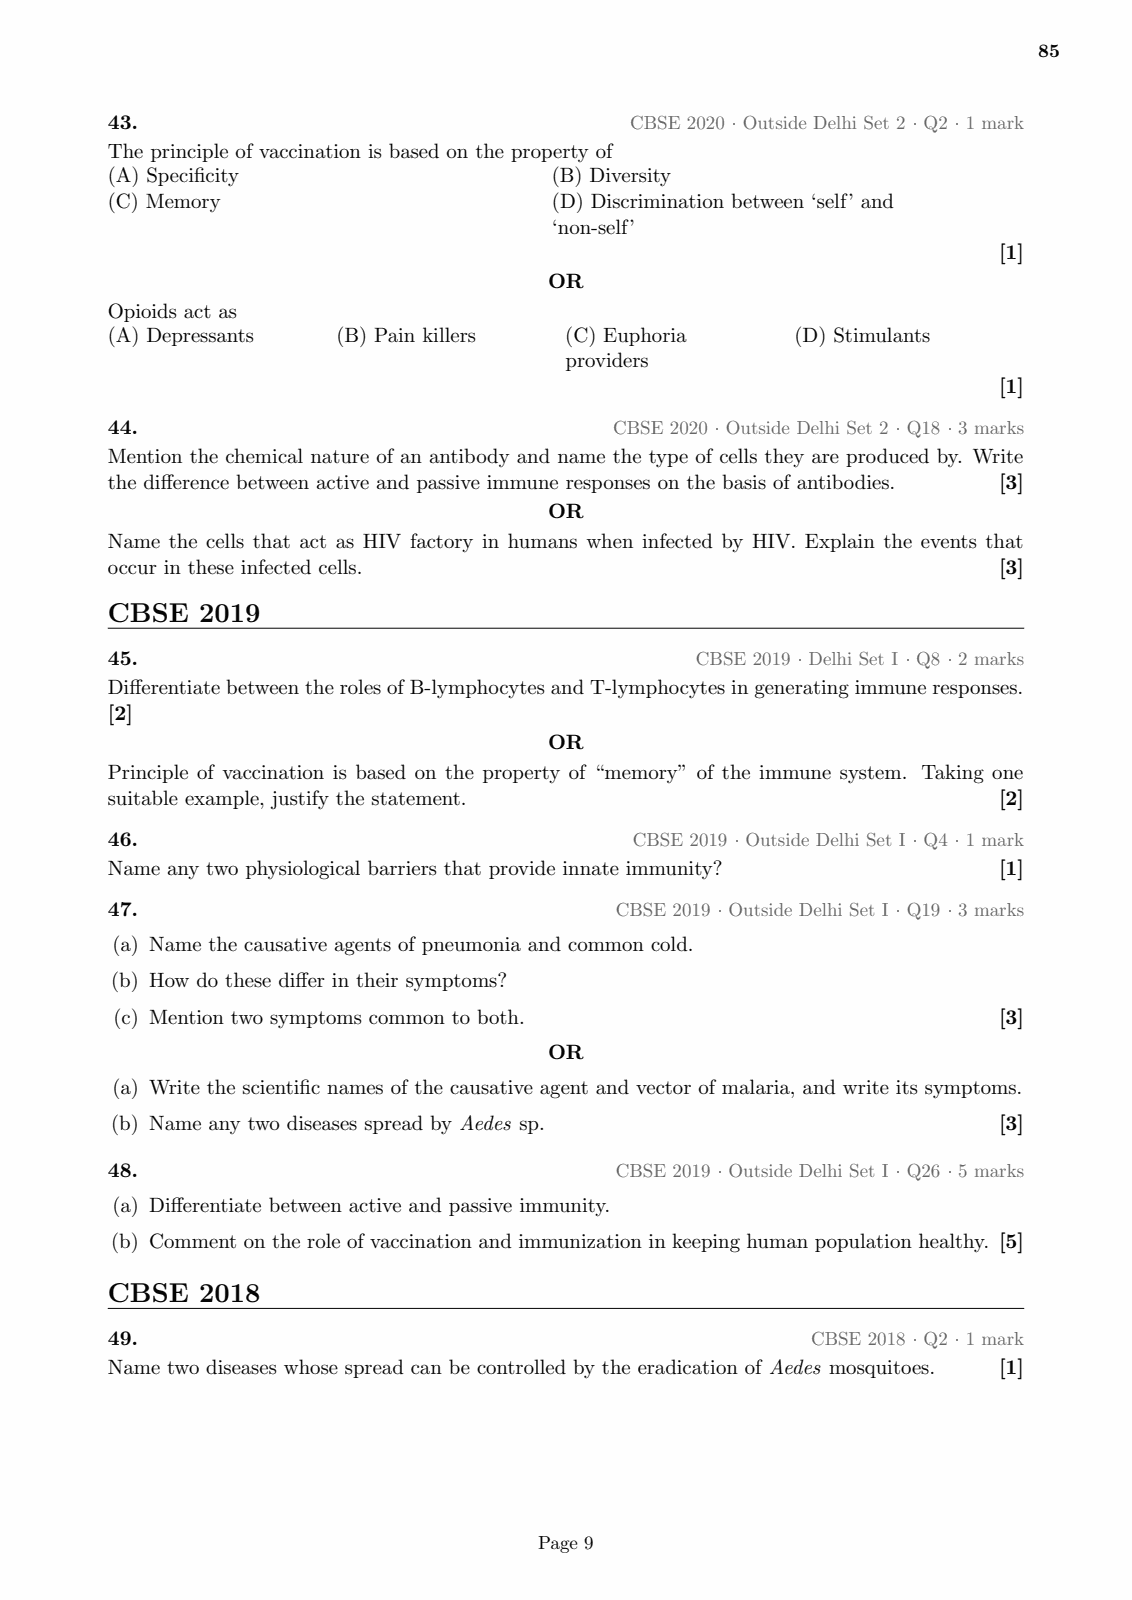 85
43. CBSE 2020 · Outside Delhi Set 2 · Q2 · 1 mark
The principle of vaccination is based on the property of
(A) Specificity (B) Diversity
(C) Memory (D) Discrimination between ‘self’ and
‘non-self’
[1]
OR
Opioids act as
(A) Depressants (B) Pain killers (C) Euphoria (D) Stimulants
providers
[1]
44. CBSE 2020 · Outside Delhi Set 2 · Q18 · 3 marks
Mention the chemical nature of an antibody and name the type of cells they are produced by. Write
the difference between active and passive immune responses on the basis of antibodies. [3]
OR
Name the cells that act as HIV factory in humans when infected by HIV. Explain the events that
occur in these infected cells. [3]
CBSE 2019
45. CBSE 2019 · Delhi Set I · Q8 · 2 marks
Differentiate between the roles of B-lymphocytes and T-lymphocytes in generating immune responses.
[2]
OR
Principle of vaccination is based on the property of “memory” of the immune system. Taking one
suitable example, justify the statement. [2]
46. CBSE 2019 · Outside Delhi Set I · Q4 · 1 mark
Name any two physiological barriers that provide innate immunity? [1]
47. CBSE 2019 · Outside Delhi Set I · Q19 · 3 marks
(a) Name the causative agents of pneumonia and common cold.
(b) How do these differ in their symptoms?
(c) Mention two symptoms common to both. [3]
OR
(a) Write the scientific names of the causative agent and vector of malaria, and write its symptoms.
(b) Name any two diseases spread by Aedes sp. [3]
48. CBSE 2019 · Outside Delhi Set I · Q26 · 5 marks
(a) Differentiate between active and passive immunity.
(b) Comment on the role of vaccination and immunization in keeping human population healthy. [5]
CBSE 2018
49. CBSE 2018 · Q2 · 1 mark
Name two diseases whose spread can be controlled by the eradication of Aedes mosquitoes. [1]
Page 9